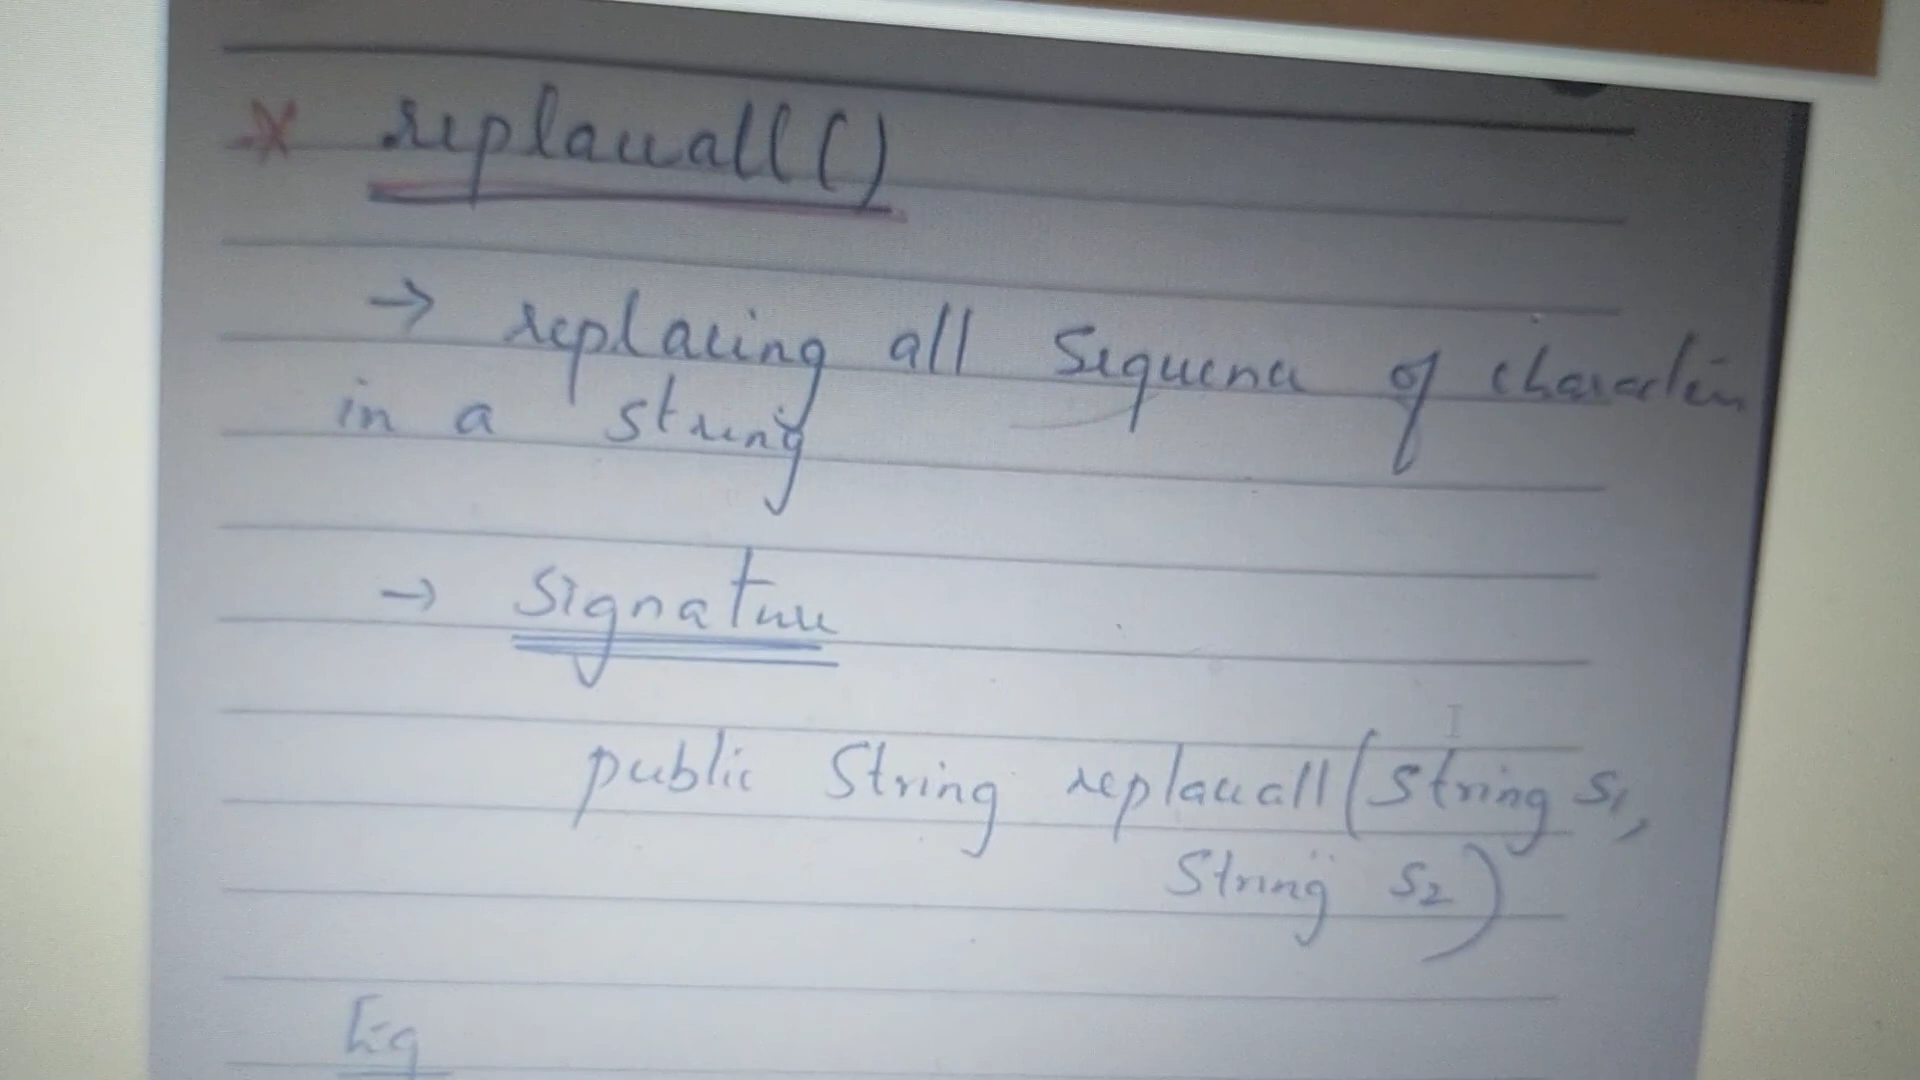 * replaceall()
→ replacing all Sequence of character
in a string
→ Signature
public String replaceall(String s1,
String s2)
Eg